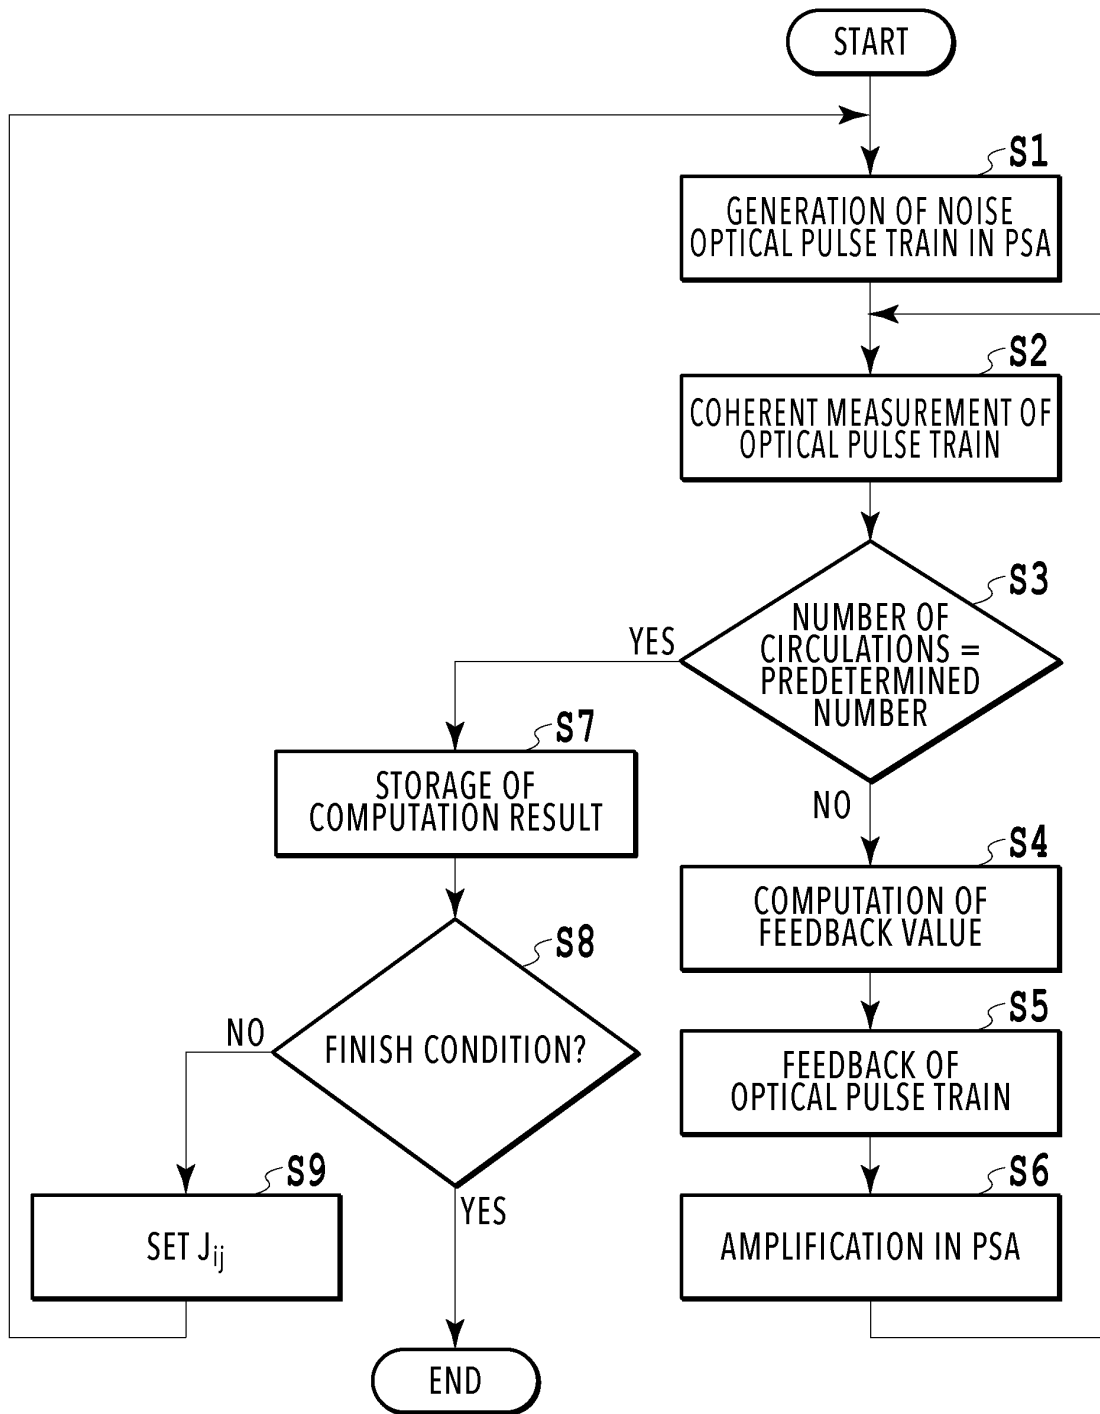 START
S1
GENERATION OF NOISE
OPTICAL PULSE TRAIN IN PSA
S2
COHERENT MEASUREMENT OF
OPTICAL PULSE TRAIN
S3
NUMBER OF
CIRCULATIONS =
PREDETERMINED
NUMBER
YES
NO
S7
STORAGE OF
COMPUTATION RESULT
S4
COMPUTATION OF
FEEDBACK VALUE
S8
FINISH CONDITION?
NO
YES
S5
FEEDBACK OF
OPTICAL PULSE TRAIN
S9
SET Jij
S6
AMPLIFICATION IN PSA
END